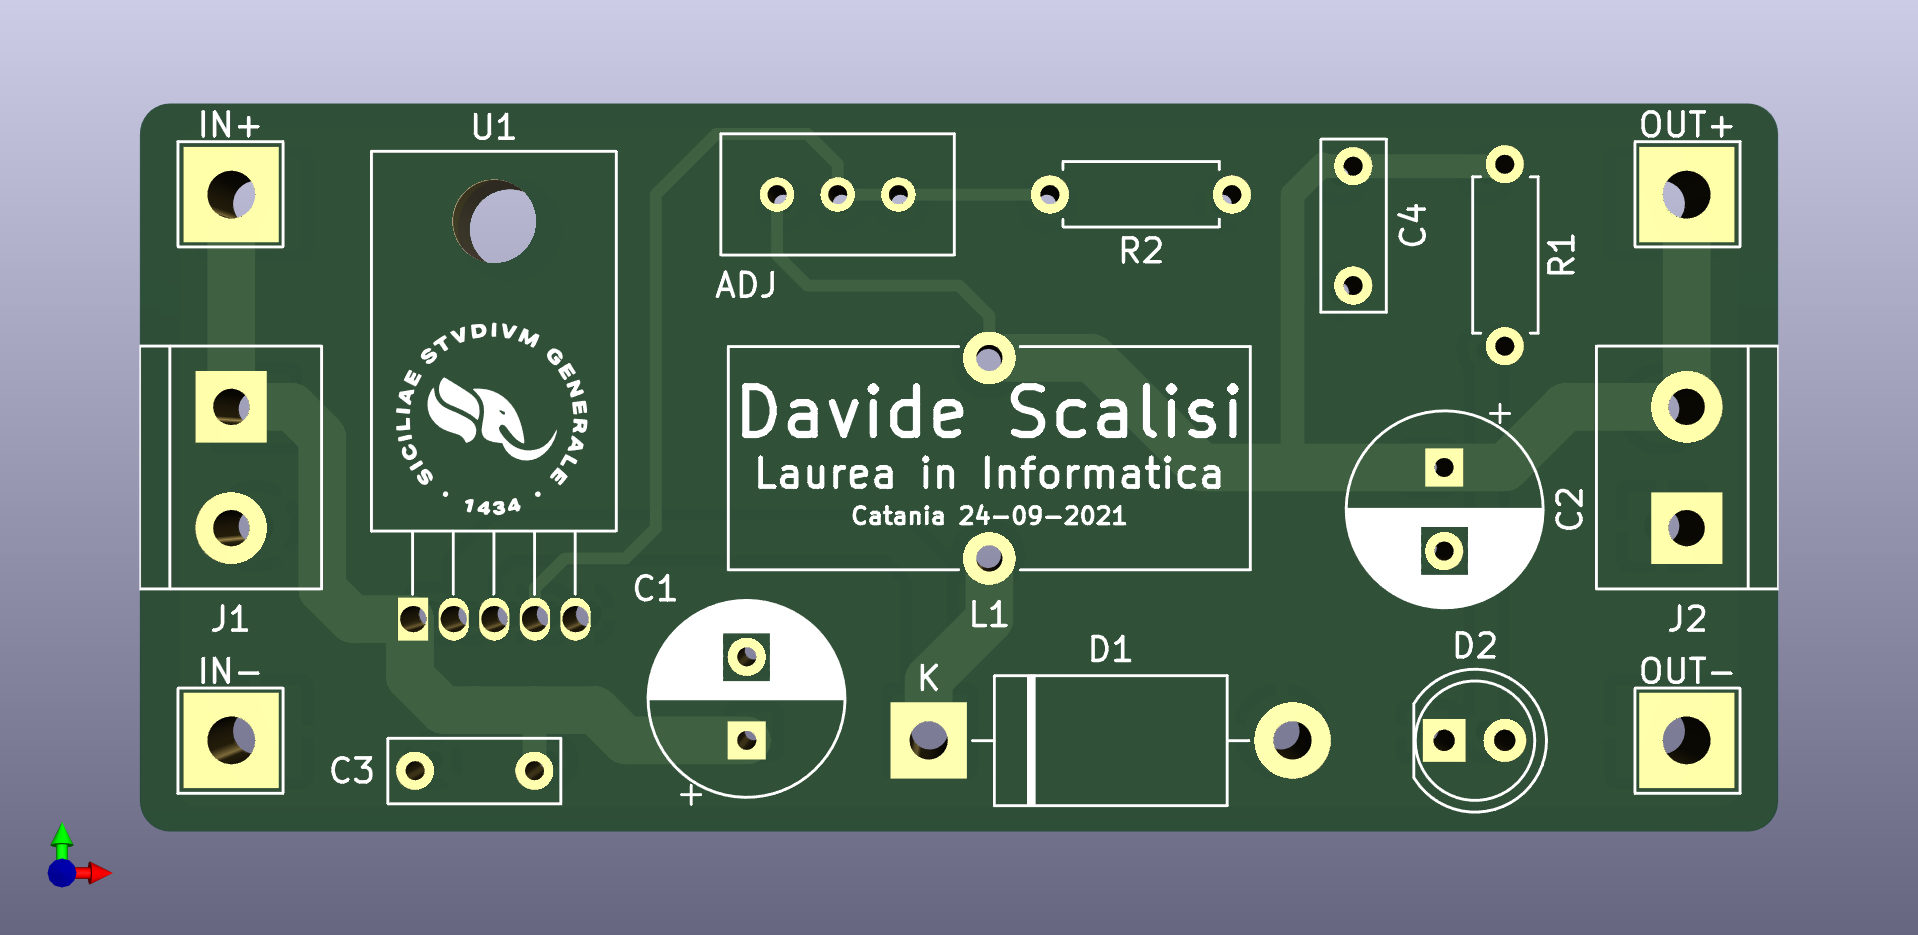 IN+
U1
OUT+
C4
R2
R1
ADJ
SICILIAE STVDIVM GENERALE
· 1434 ·
Davide Scalisi
Laurea in Informatica
Catania 24-09-2021
+
C2
C1
J1
L1
J2
IN-
K
D1
D2
OUT-
C3
+